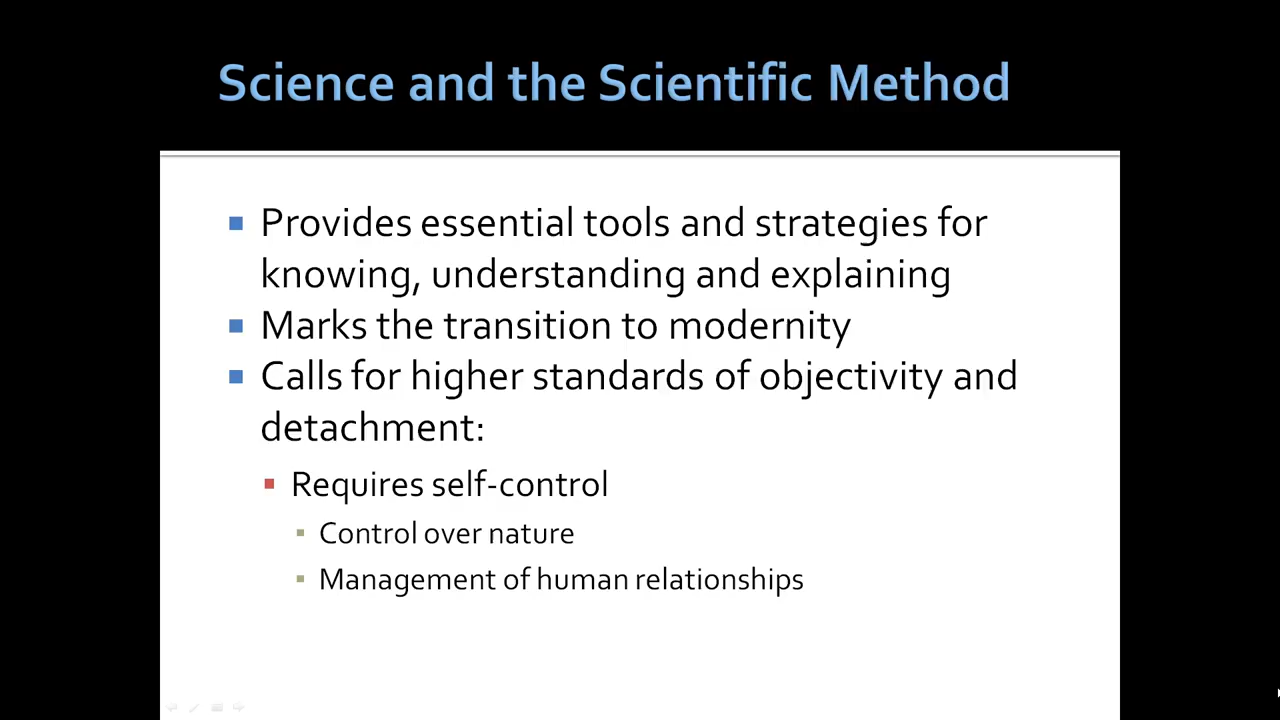 Science and the Scientific Method
Provides essential tools and strategies for
knowing, understanding and explaining
Marks the transition to modernity
Calls for higher standards of objectivity and
detachment:
Requires self-control
Control over nature
Management of human relationships